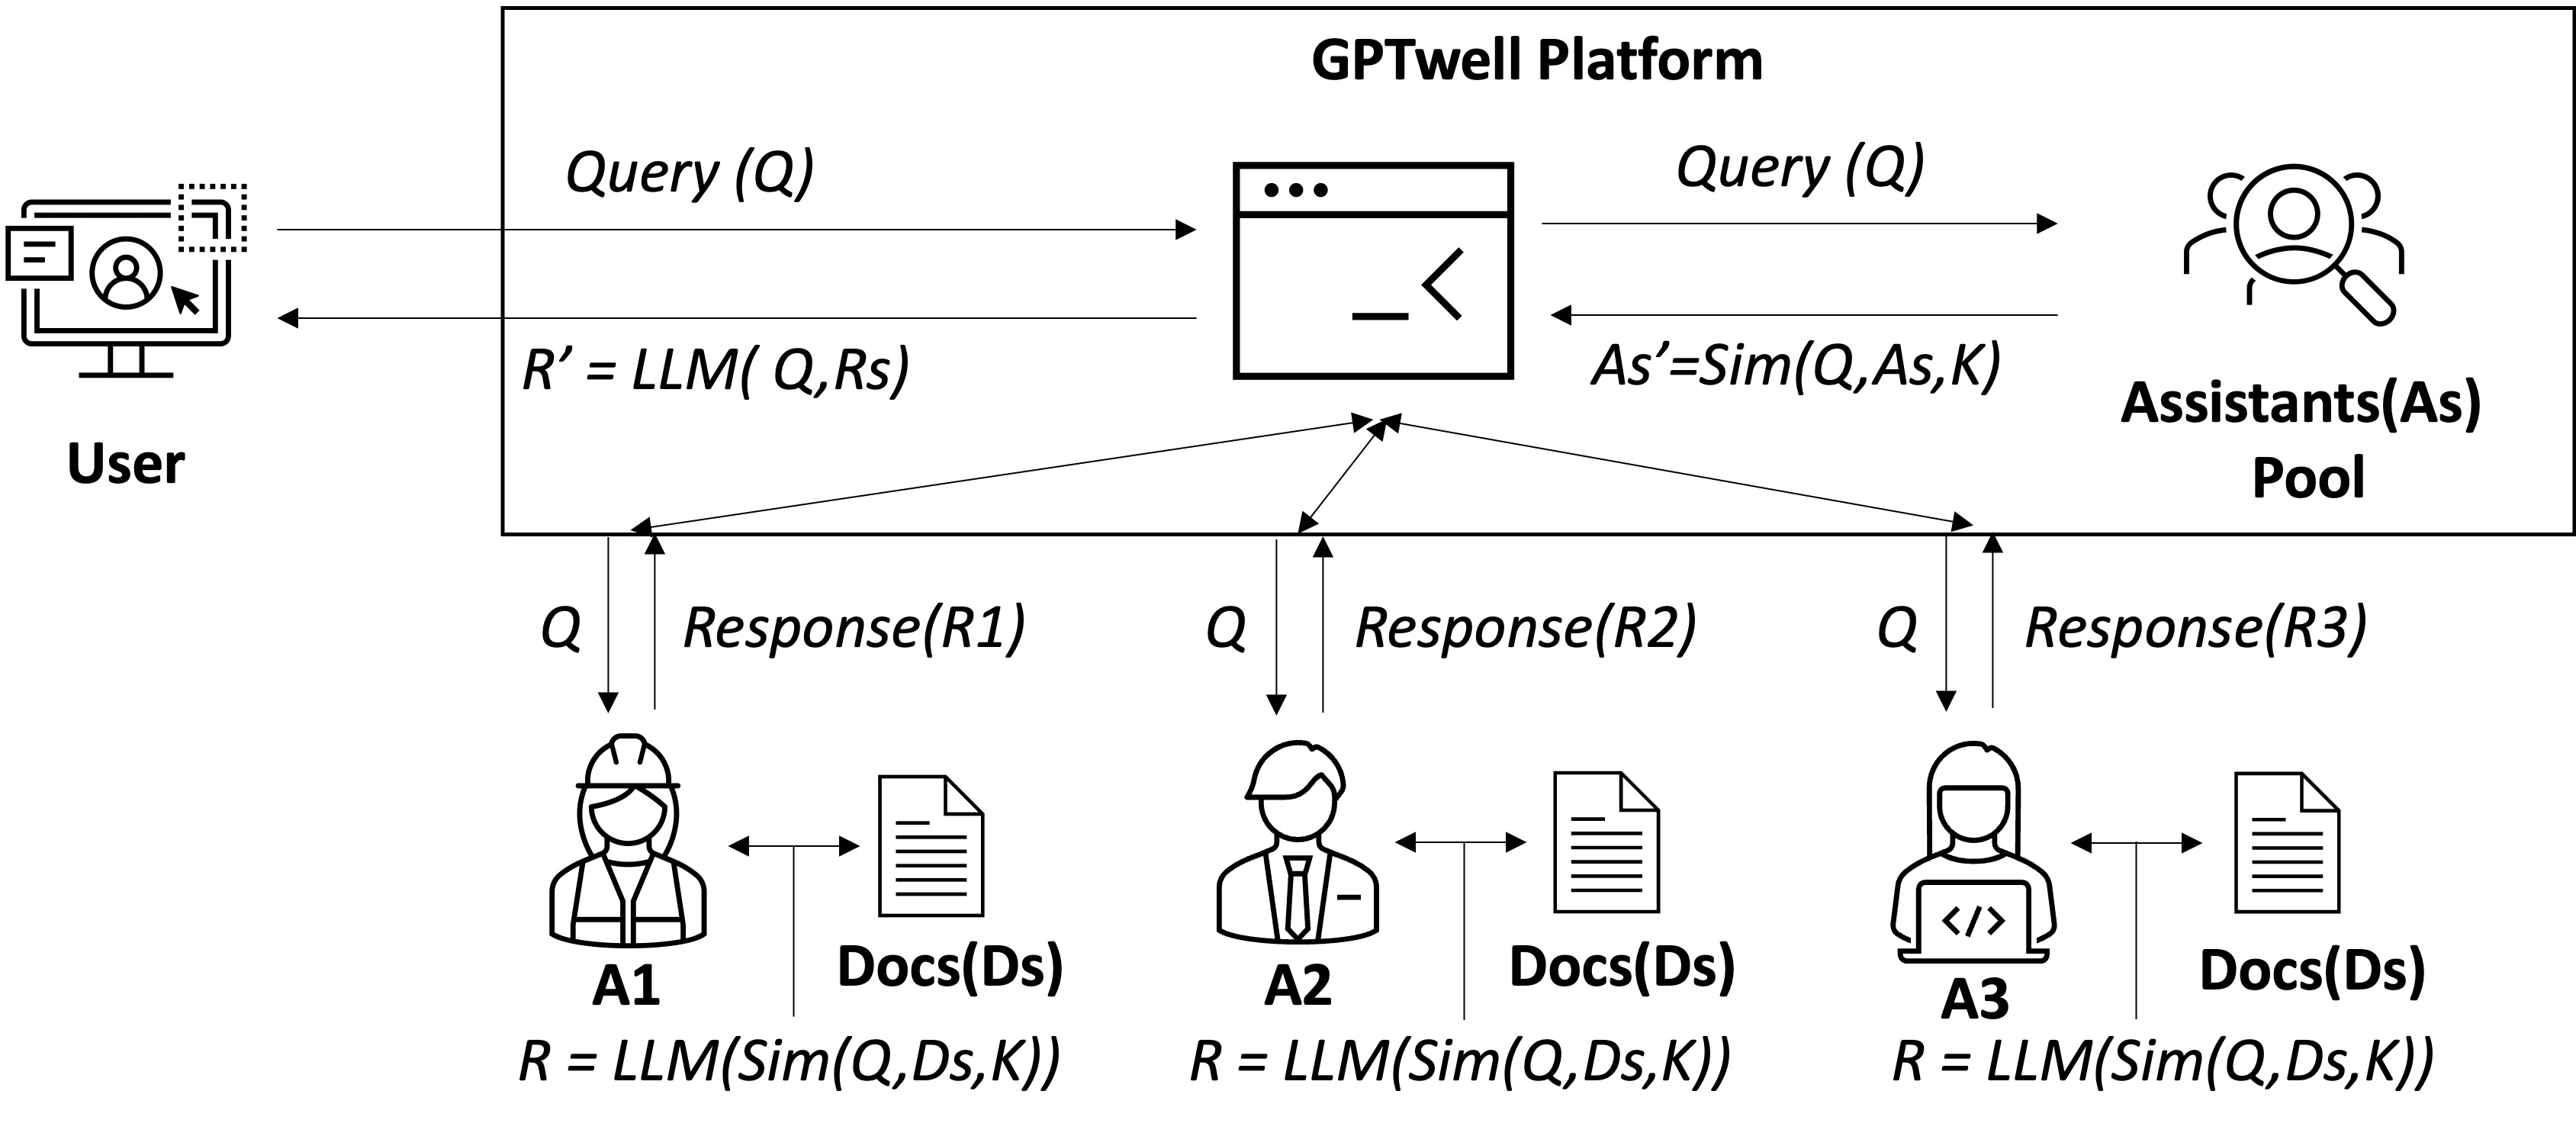 GPTwell Platform
Query (Q)
Query (Q)
R’ = LLM( Q,Rs)
As’=Sim(Q,As,K)
User
Assistants(As)
Pool
Q
Response(R1)
Q
Response(R2)
Q
Response(R3)
</>
A1
Docs(Ds)
A2
Docs(Ds)
A3
Docs(Ds)
R = LLM(Sim(Q,Ds,K))
R = LLM(Sim(Q,Ds,K))
R = LLM(Sim(Q,Ds,K))